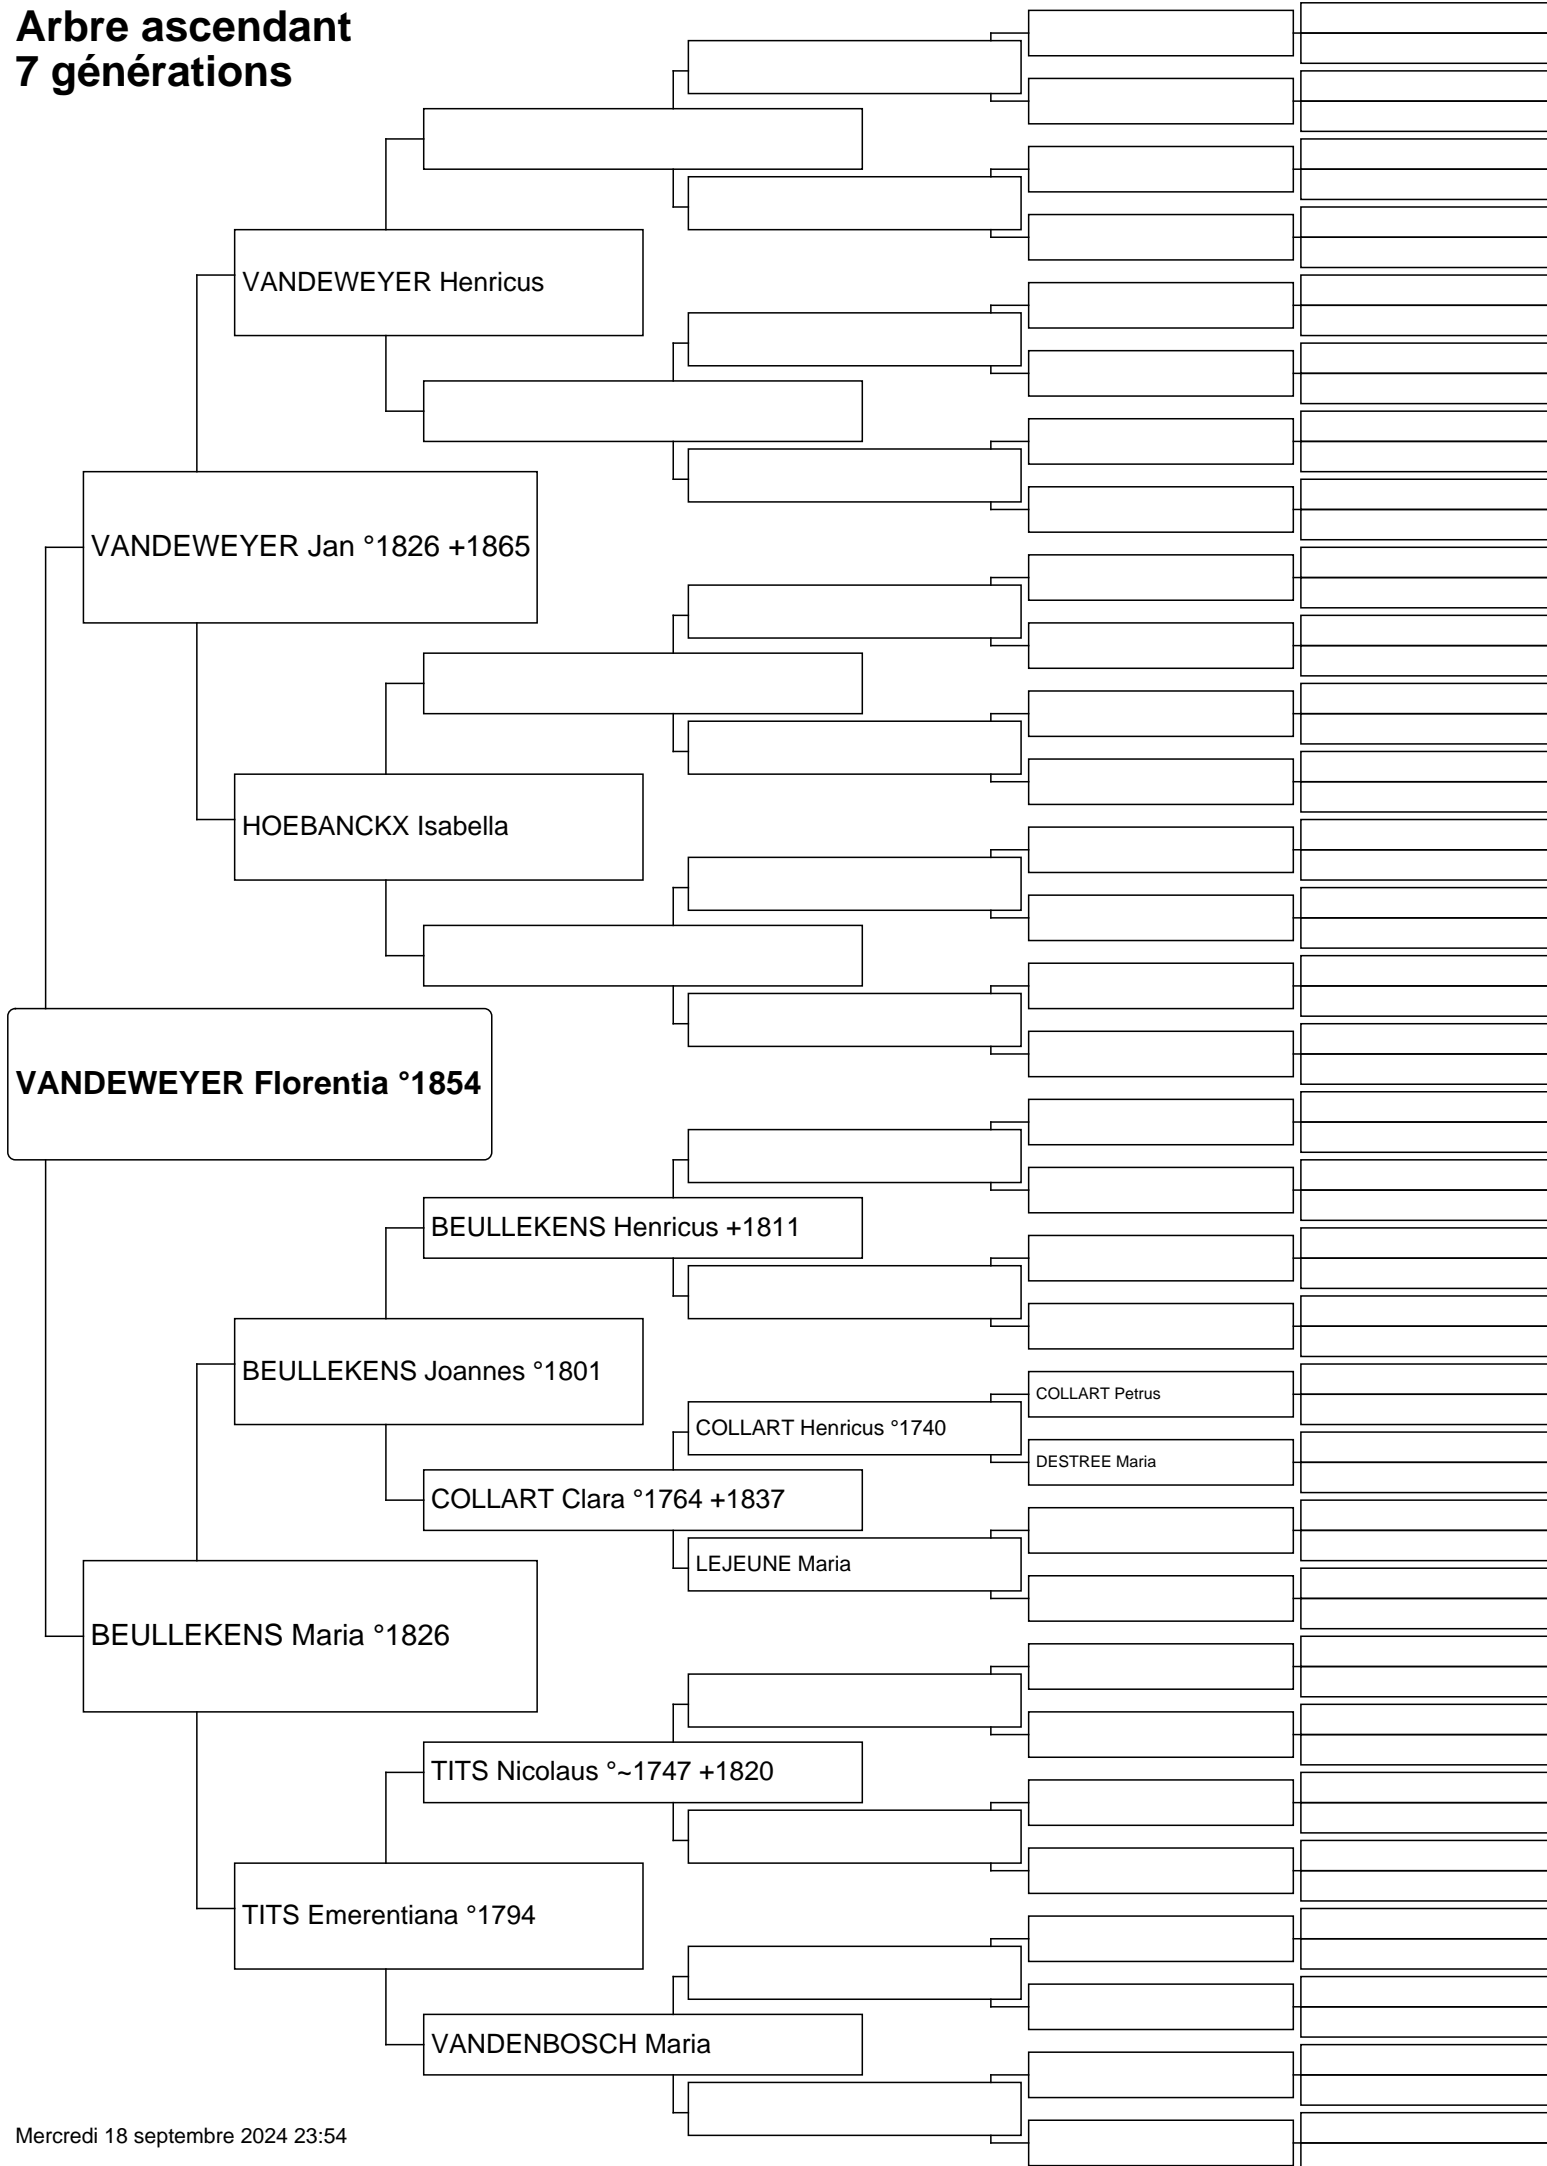 Arbre ascendant
7 générations
VANDEWEYER Henricus
VANDEWEYER Jan °1826 +1865
HOEBANCKX Isabella
VANDEWEYER Florentia °1854
BEULLEKENS Henricus +1811
BEULLEKENS Joannes °1801
COLLART Petrus
COLLART Henricus °1740
DESTREE Maria
COLLART Clara °1764 +1837
LEJEUNE Maria
BEULLEKENS Maria °1826
TITS Nicolaus °~1747 +1820
TITS Emerentiana °1794
VANDENBOSCH Maria
Mercredi 18 septembre 2024 23:54